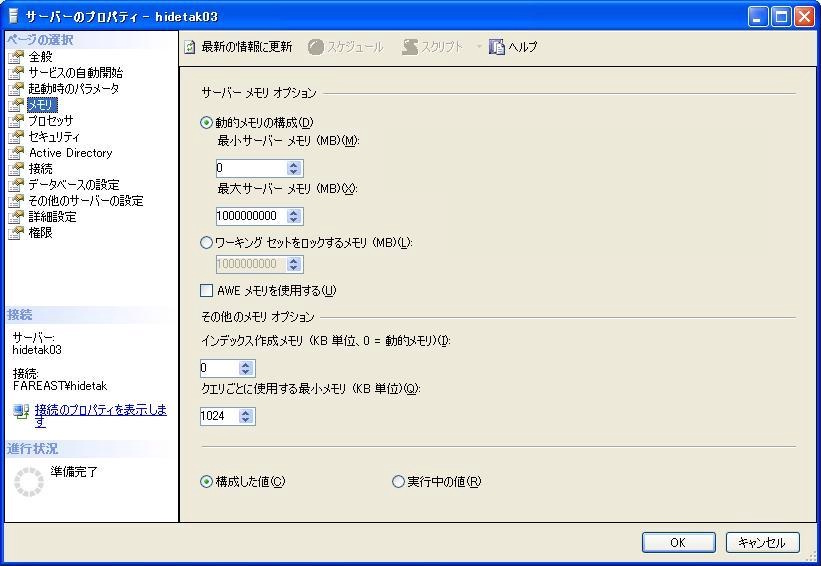 サーバーのプロパティ - hidetak03
ページの選択
全般
サービスの自動開始
起動時のパラメータ
メモリ
プロセッサ
セキュリティ
Active Directory
接続
データベースの設定
その他のサーバーの設定
詳細設定
権限
接続
サーバー:
hidetak03
接続:
FAREAST¥hidetak
接続のプロパティを表示しま
す
進行状況
準備完了
最新の情報に更新 スケジュール スクリプト ヘルプ
サーバー メモリ オプション
動的メモリの構成(D)
最小サーバー メモリ (MB)(M):
0
最大サーバー メモリ (MB)(X):
1000000000
ワーキング セットをロックするメモリ (MB)(L):
1000000000
AWE メモリを使用する(U)
その他のメモリ オプション
インデックス作成メモリ (KB 単位、0 = 動的メモリ)(I):
0
クエリごとに使用する最小メモリ (KB 単位)(Q):
1024
構成した値(C) 実行中の値(R)
OK キャンセル